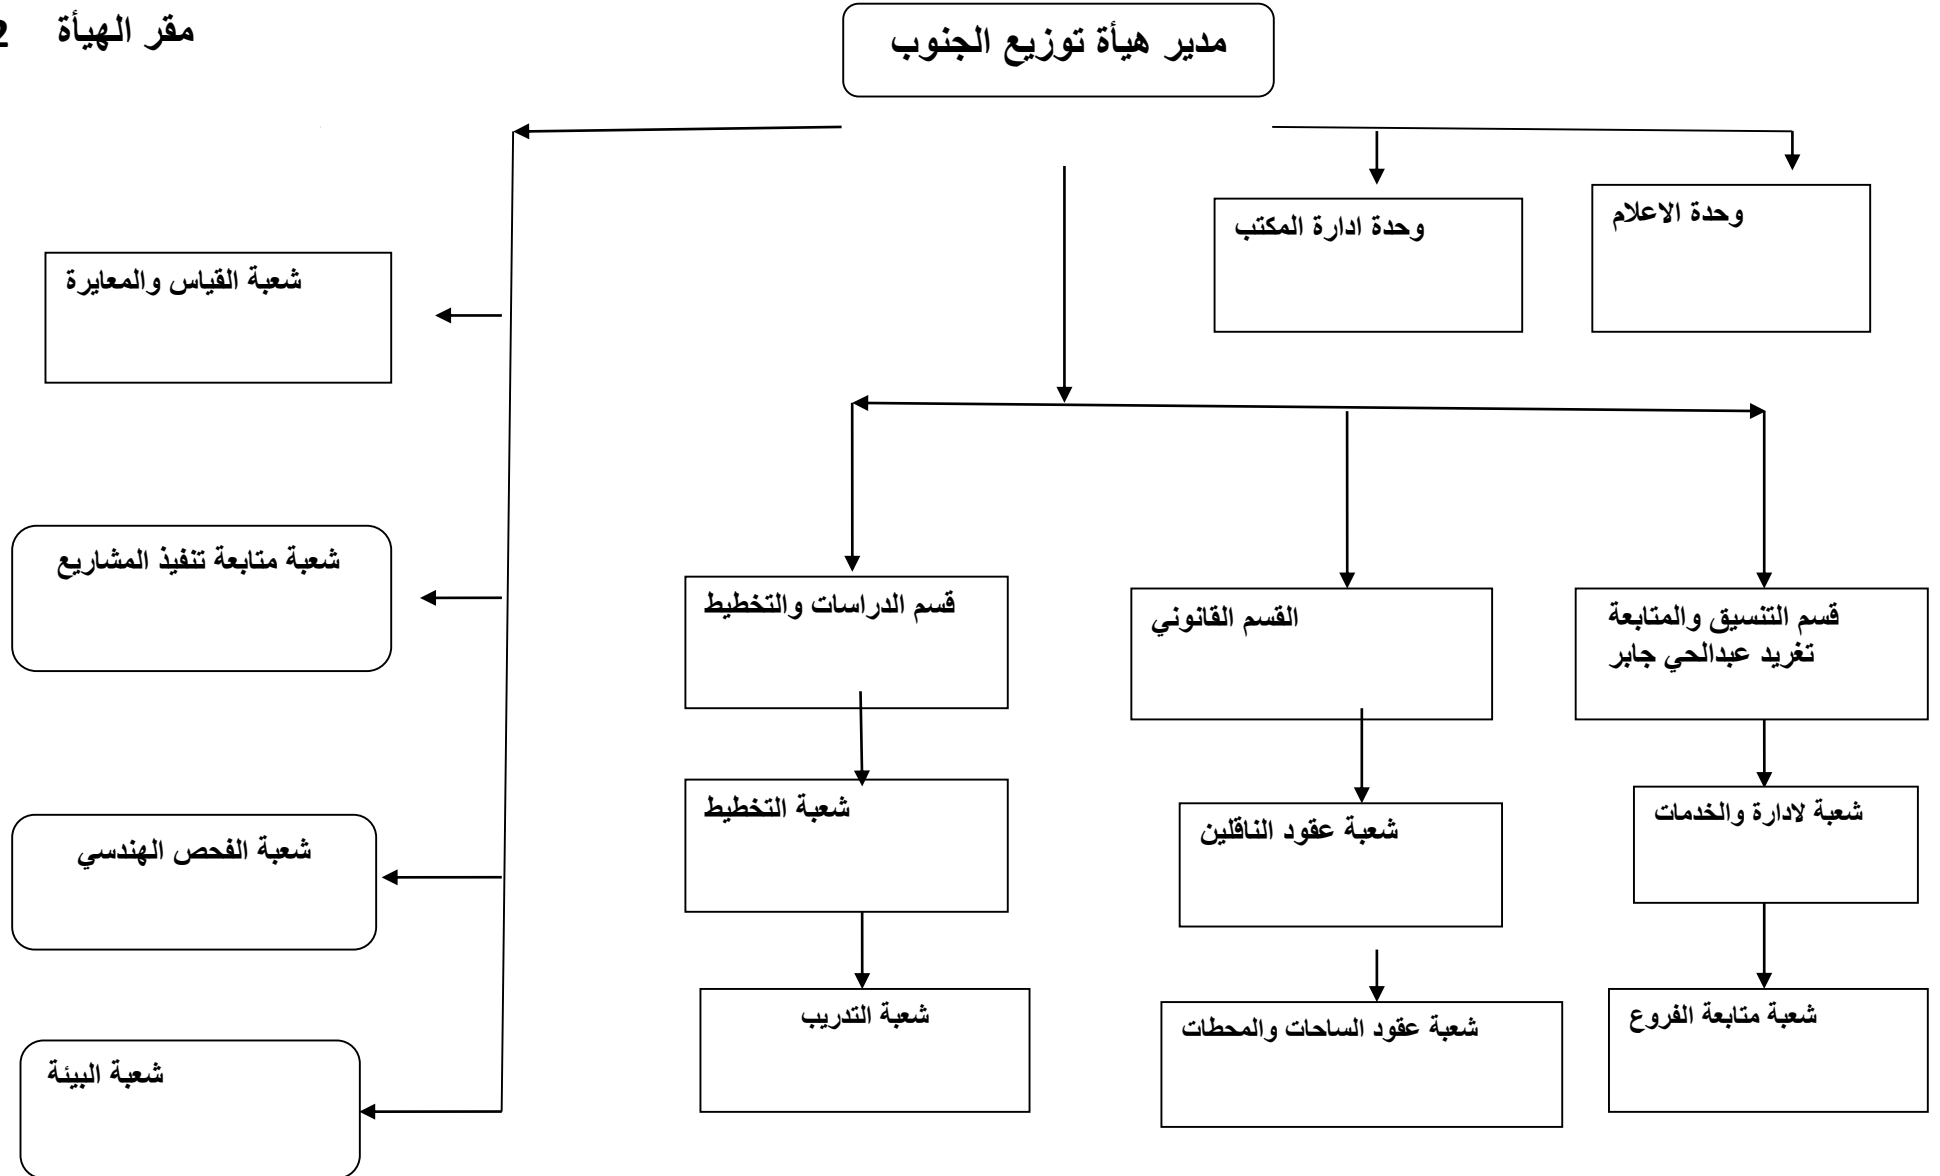 مقر الهيأة 2
مدير هيأة توزيع الجنوب
وحدة الاعلام
وحدة ادارة المكتب
شعبة القياس والمعايرة
شعبة متابعة تنفيذ المشاريع
شعبة الفحص الهندسي
شعبة البيئة
قسم التنسيق والمتابعة
تغريد عبدالحي جابر
القسم القانوني
قسم الدراسات والتخطيط
شعبة لادارة والخدمات
شعبة عقود الناقلين
شعبة التخطيط
شعبة متابعة الفروع
شعبة عقود الساحات والمحطات
شعبة التدريب